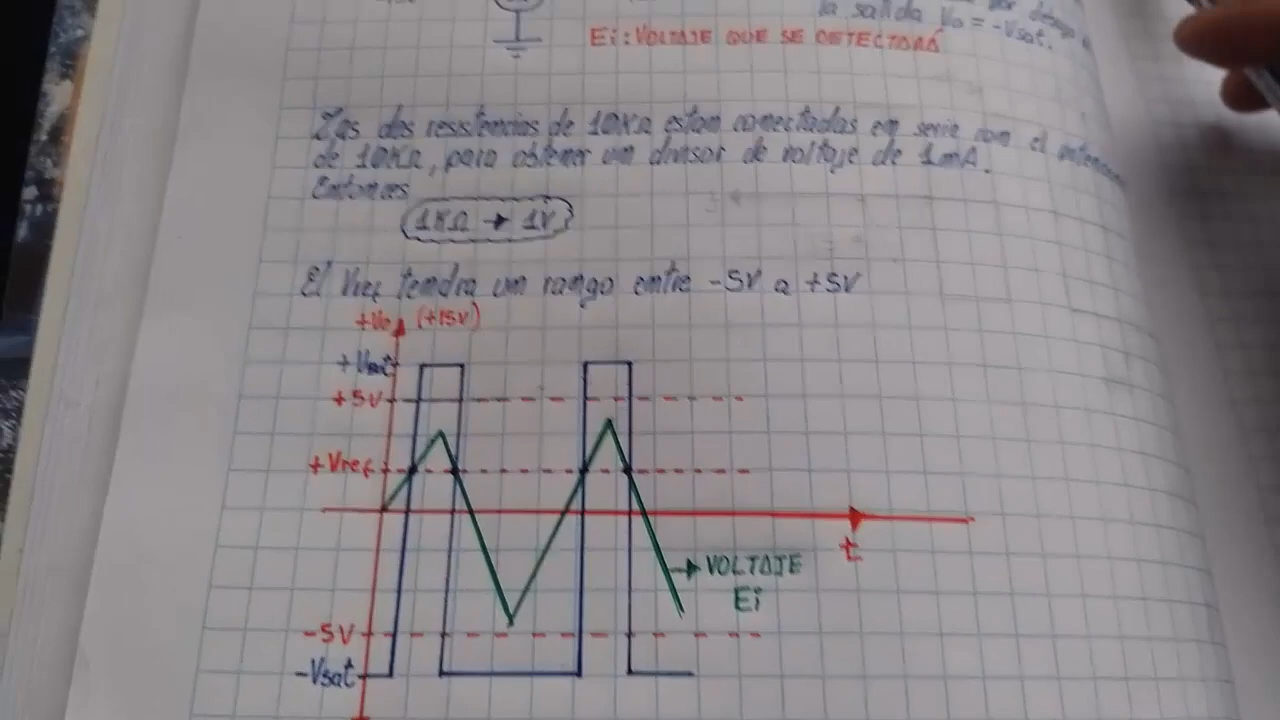 la salida Vo = -Vsat.
Ei: VOLTAJE QUE SE DETECTARÁ
Las dos resistencias de 10KΩ estan conectadas en serie con el
de 10KΩ, para obtener un divisor de voltaje de 1mA.
Entonces
1KΩ → 1V
El Vref tendra un rango entre -5V a +5V
+Vo (+15V)
+Vsat
+5V
+Vref
t
→ VOLTAJE
Ei
-5V
-Vsat